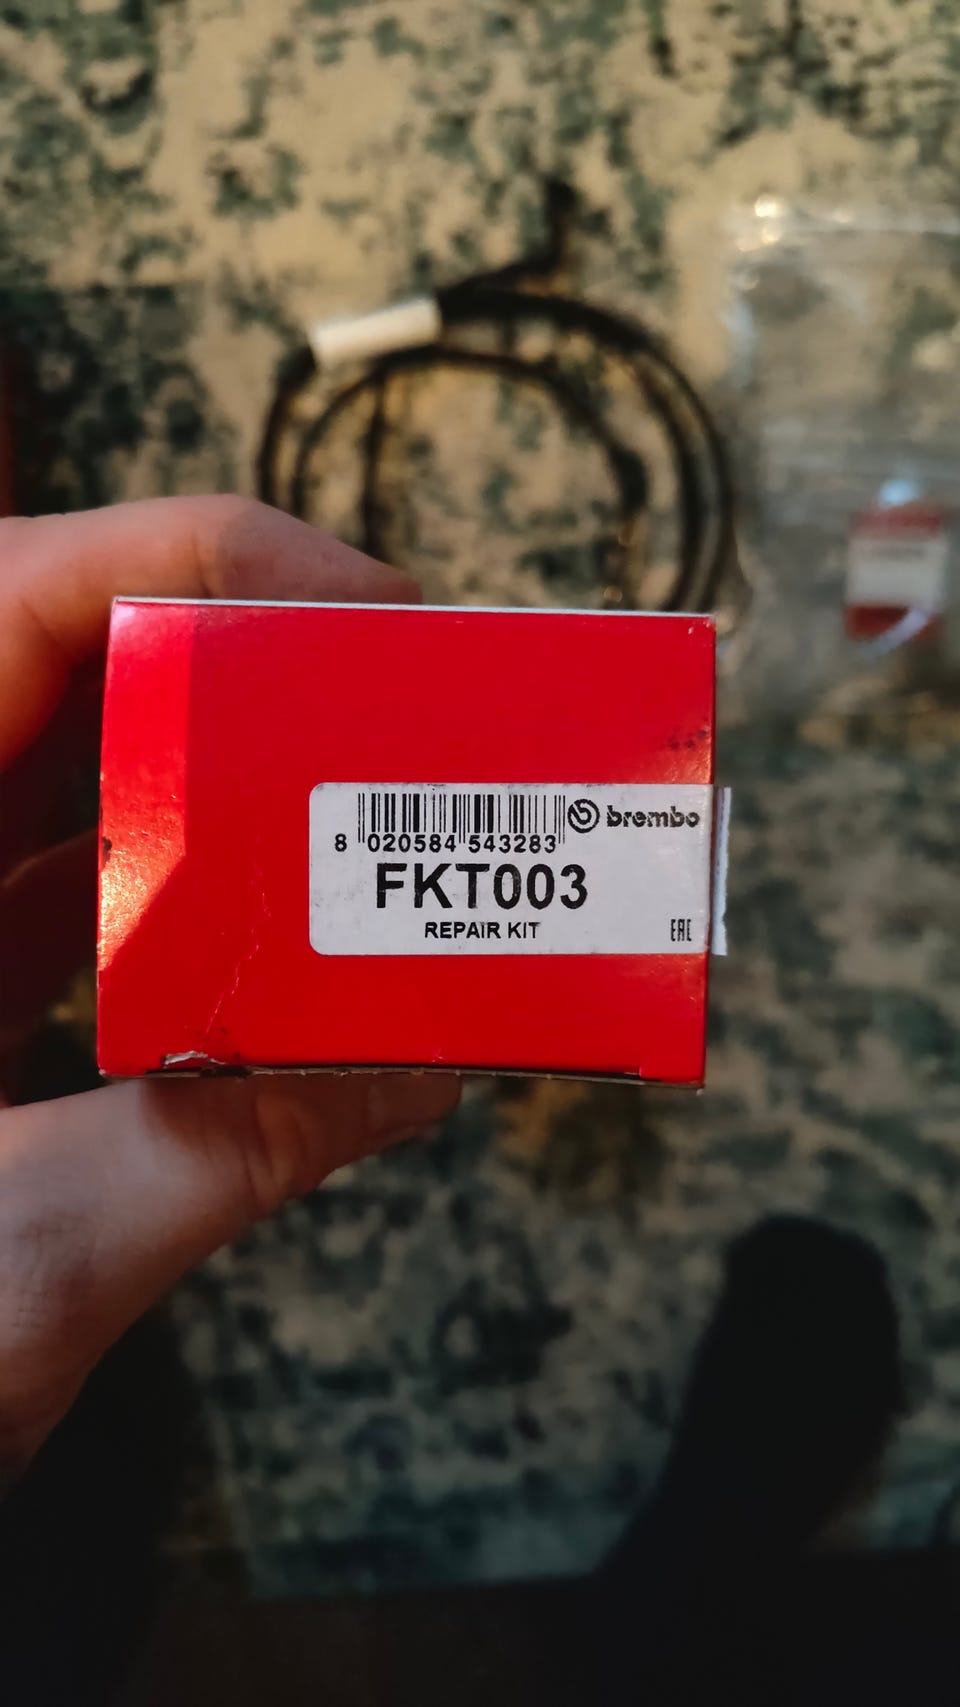 brembo
8 020584 543283
FKT003
REPAIR KIT
EAC